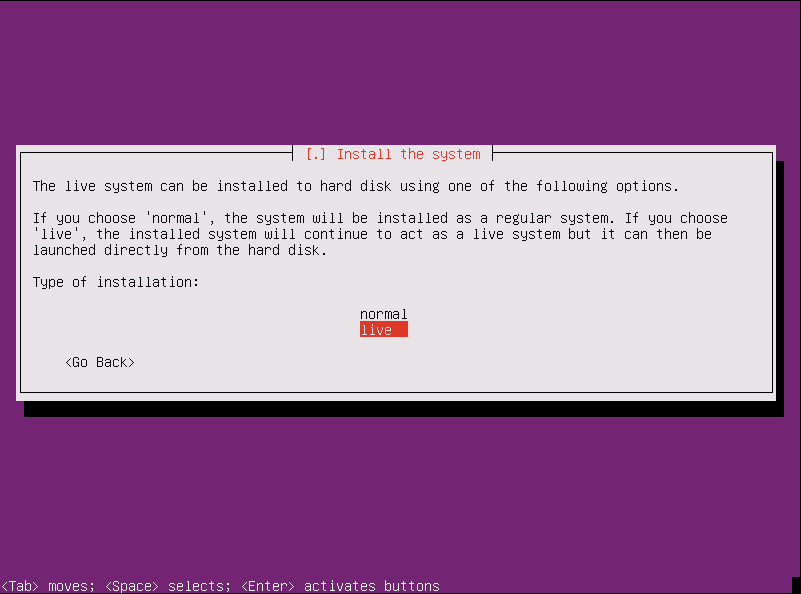 [.] Install the system
The live system can be installed to hard disk using one of the following options.
If you choose 'normal', the system will be installed as a regular system. If you choose
'live', the installed system will continue to act as a live system but it can then be
launched directly from the hard disk.
Type of installation:
normal
live
<Go Back>
<Tab> moves; <Space> selects; <Enter> activates buttons